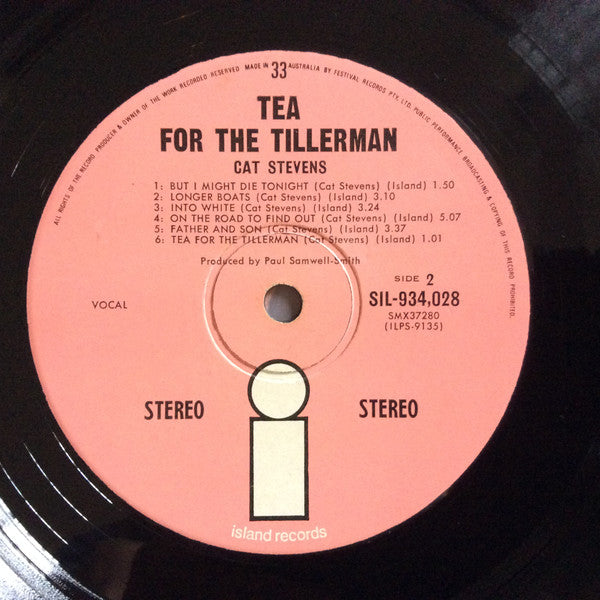 ALL RIGHTS OF THE RECORD PRODUCER & OWNER OF THE WORK RECORDED RESERVED MADE IN 33 AUSTRALIA BY FESTIVAL RECORDS PTY. LTD. PUBLIC PERFORMANCE BROADCASTING & COPYING OF THIS RECORD PROHIBITED.
TEA
FOR THE TILLERMAN
CAT STEVENS
1: BUT I MIGHT DIE TONIGHT (Cat Stevens) (Island) 1.50
2: LONGER BOATS (Cat Stevens) (Island) 3.10
3: INTO WHITE (Cat Stevens) (Island) 3.24
4: ON THE ROAD TO FIND OUT (Cat Stevens) (Island) 5.07
5: FATHER AND SON (Cat Stevens) (Island) 3.37
6: TEA FOR THE TILLERMAN (Cat Stevens) (Island) 1.01
Produced by Paul Samwell-Smith
SIDE 2
VOCAL
SIL-934,028
SMX37280
(ILPS-9135)
STEREO
STEREO
i
island records